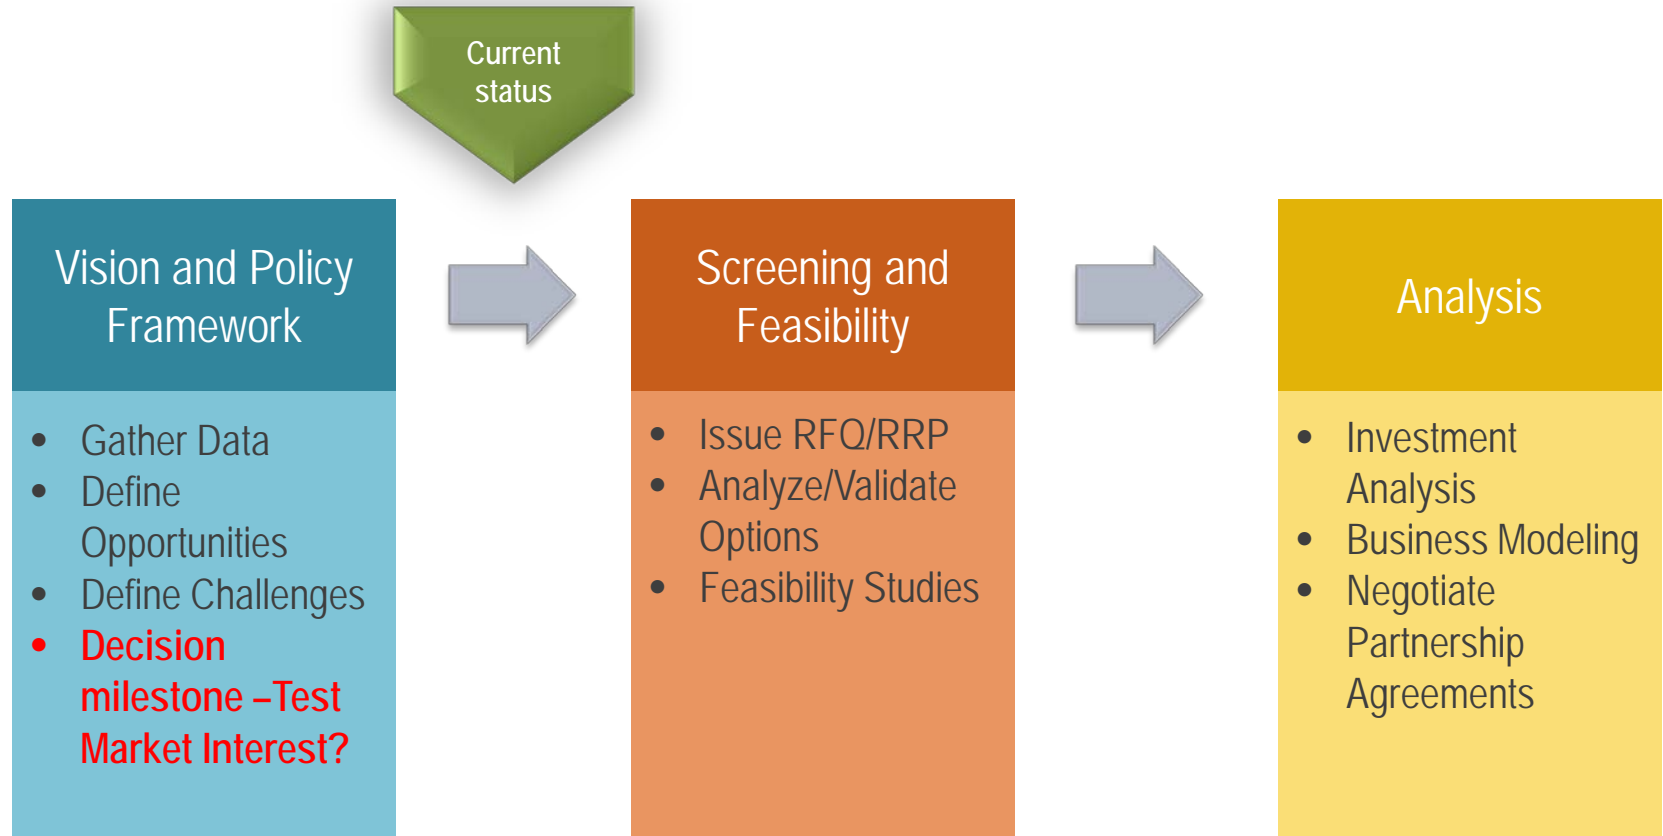 Current
status
Vision and Policy
Framework
• Gather Data
• Define
Opportunities
• Define Challenges
• Decision
milestone –Test
Market Interest?
Screening and
Feasibility
• Issue RFQ/RRP
• Analyze/Validate
Options
• Feasibility Studies
Analysis
• Investment
Analysis
• Business Modeling
• Negotiate
Partnership
Agreements